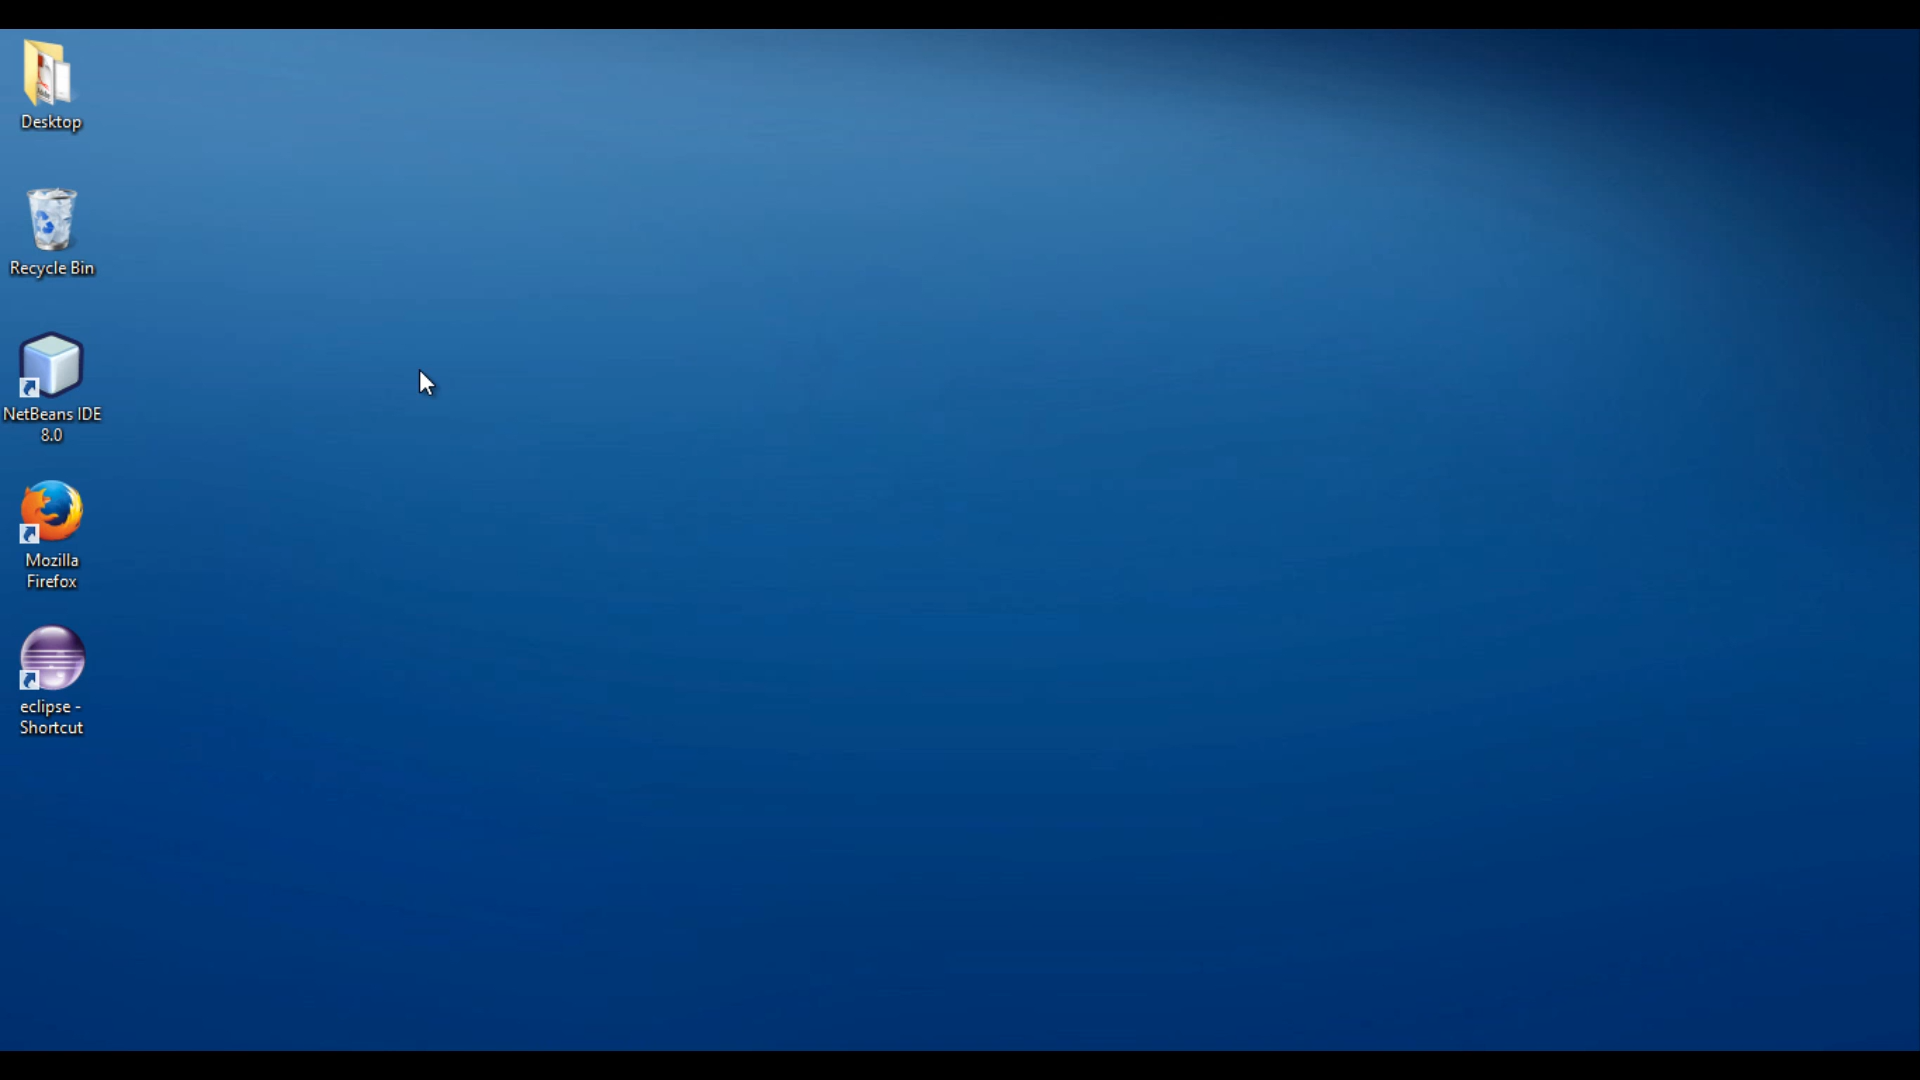 Desktop
Recycle Bin
NetBeans IDE
8.0
Mozilla
Firefox
eclipse -
Shortcut